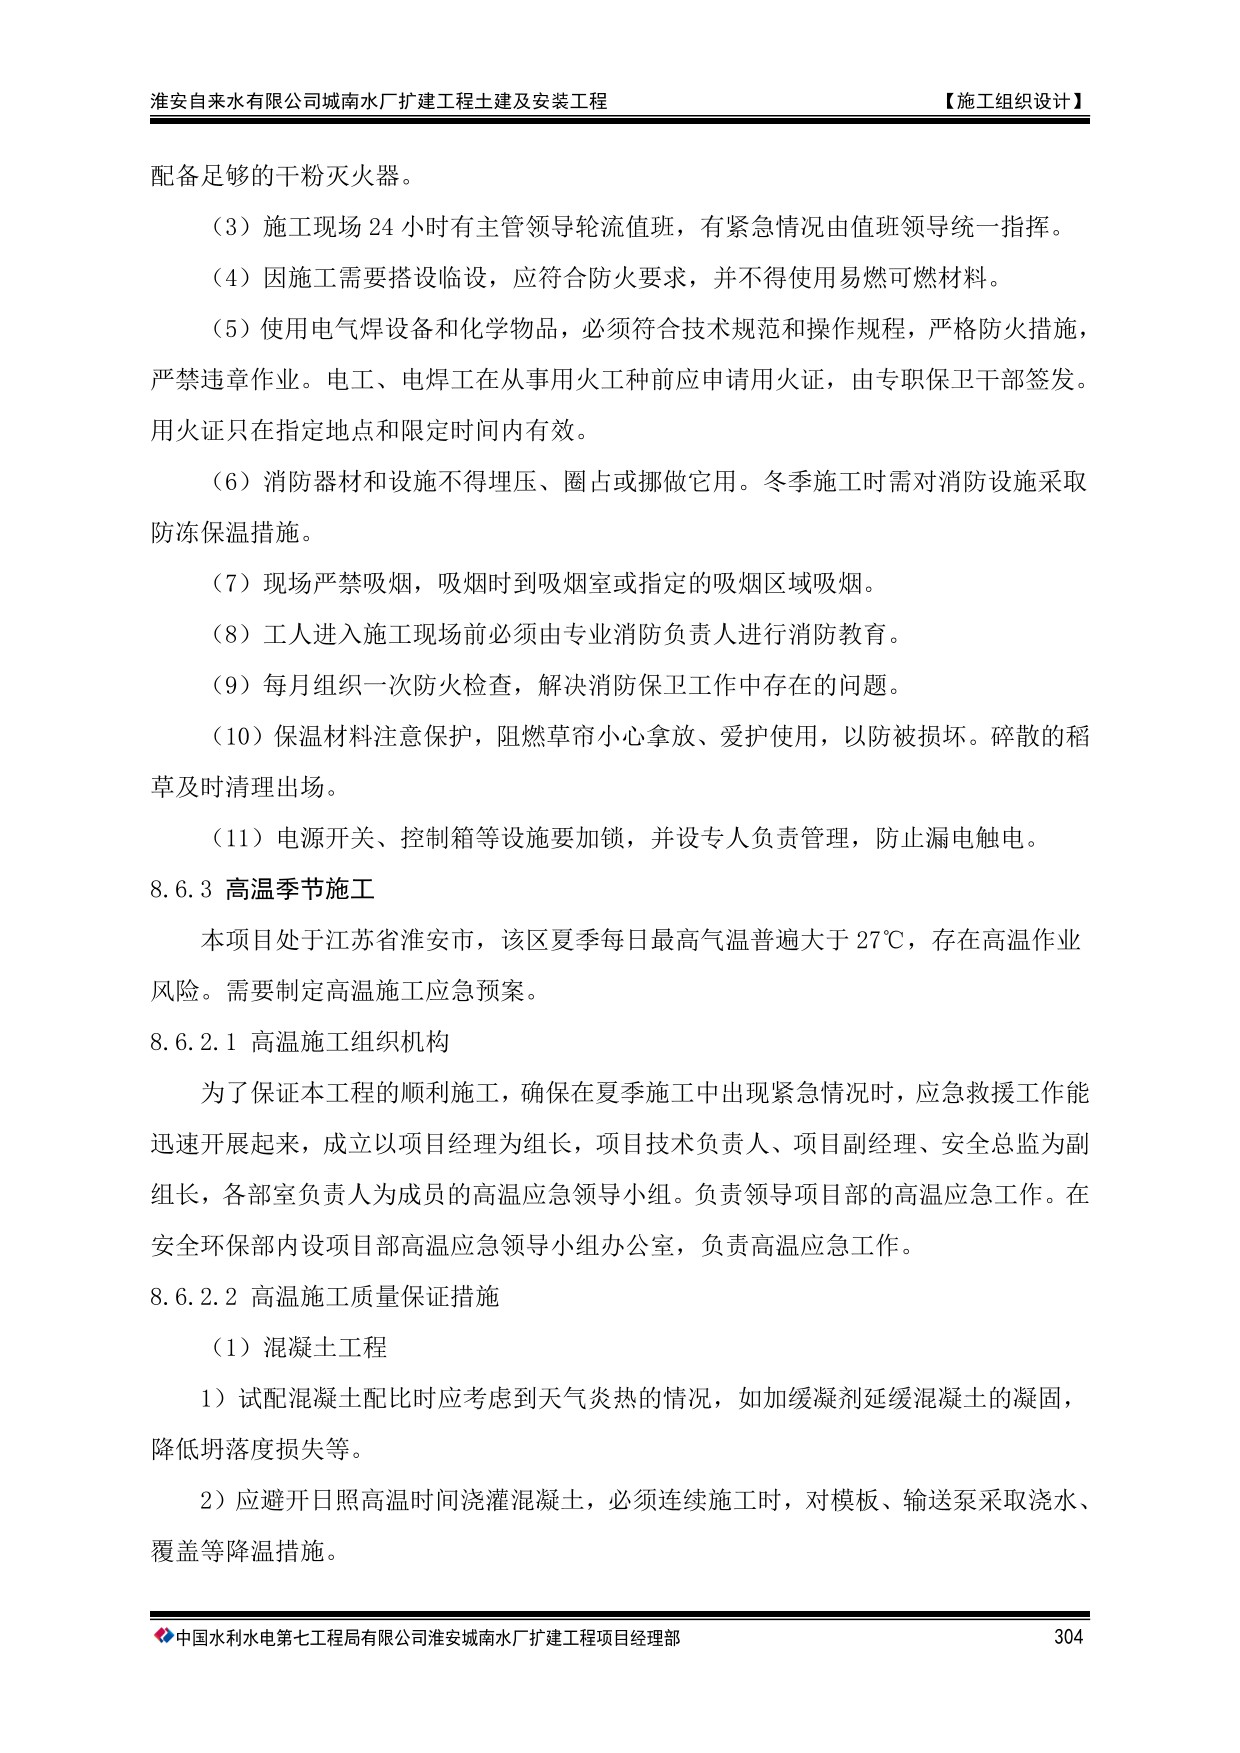 淮安自来水有限公司城南水厂扩建工程土建及安装工程 【施工组织设计】
配备足够的干粉灭火器。
（3）施工现场 24 小时有主管领导轮流值班，有紧急情况由值班领导统一指挥。
（4）因施工需要搭设临设，应符合防火要求，并不得使用易燃可燃材料。
（5）使用电气焊设备和化学物品，必须符合技术规范和操作规程，严格防火措施，
严禁违章作业。电工、电焊工在从事用火工种前应申请用火证，由专职保卫干部签发。
用火证只在指定地点和限定时间内有效。
（6）消防器材和设施不得埋压、圈占或挪做它用。冬季施工时需对消防设施采取
防冻保温措施。
（7）现场严禁吸烟，吸烟时到吸烟室或指定的吸烟区域吸烟。
（8）工人进入施工现场前必须由专业消防负责人进行消防教育。
（9）每月组织一次防火检查，解决消防保卫工作中存在的问题。
（10）保温材料注意保护，阻燃草帘小心拿放、爱护使用，以防被损坏。碎散的稻
草及时清理出场。
（11）电源开关、控制箱等设施要加锁，并设专人负责管理，防止漏电触电。
8.6.3 高温季节施工
本项目处于江苏省淮安市，该区夏季每日最高气温普遍大于 27℃，存在高温作业
风险。需要制定高温施工应急预案。
8.6.2.1 高温施工组织机构
为了保证本工程的顺利施工，确保在夏季施工中出现紧急情况时，应急救援工作能
迅速开展起来，成立以项目经理为组长，项目技术负责人、项目副经理、安全总监为副
组长，各部室负责人为成员的高温应急领导小组。负责领导项目部的高温应急工作。在
安全环保部内设项目部高温应急领导小组办公室，负责高温应急工作。
8.6.2.2 高温施工质量保证措施
（1）混凝土工程
1）试配混凝土配比时应考虑到天气炎热的情况，如加缓凝剂延缓混凝土的凝固，
降低坍落度损失等。
2）应避开日照高温时间浇灌混凝土，必须连续施工时，对模板、输送泵采取浇水、
覆盖等降温措施。
中国水利水电第七工程局有限公司淮安城南水厂扩建工程项目经理部 304